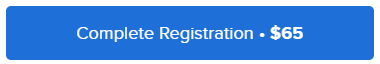 Complete Registration • $65